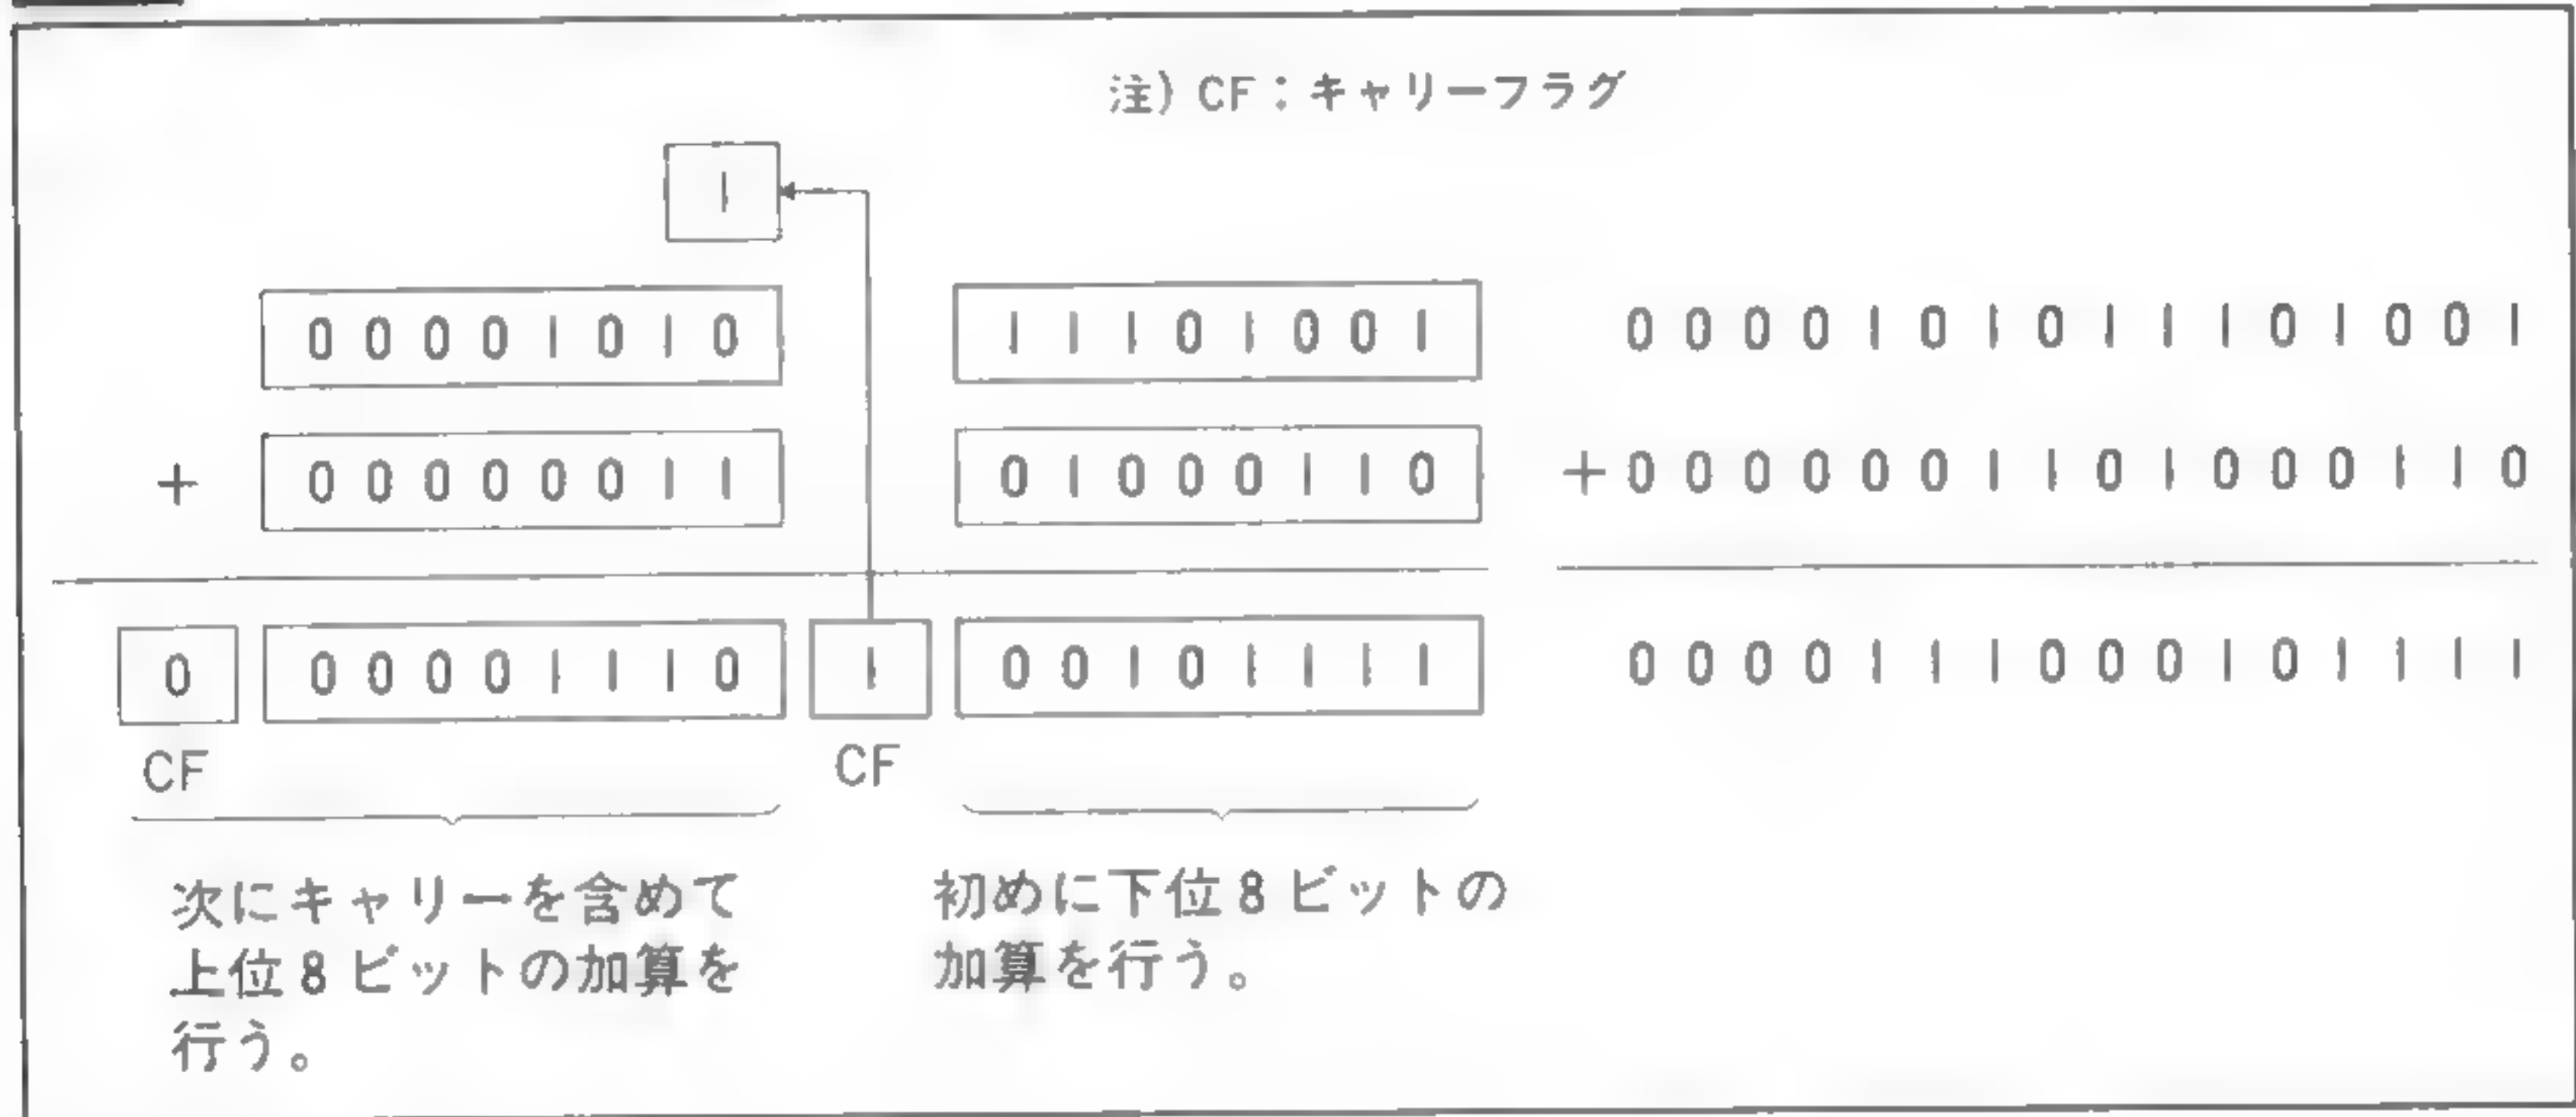 注) CF：キャリーフラグ
1
0 0 0 0 1 0 1 0 1 1 1 0 1 0 0 1 0 0 0 0 1 0 1 0 1 1 1 0 1 0 0 1
+ 0 0 0 0 0 0 1 1 0 1 0 0 0 1 1 0 +0 0 0 0 0 0 1 1 0 1 0 0 0 1 1 0
0 0 0 0 0 1 1 1 0 1 0 0 1 0 1 1 1 1 0 0 0 0 1 1 1 0 0 0 1 0 1 1 1 1
CF CF
次にキャリーを含めて
上位8ビットの加算を
行う。
初めに下位8ビットの
加算を行う。